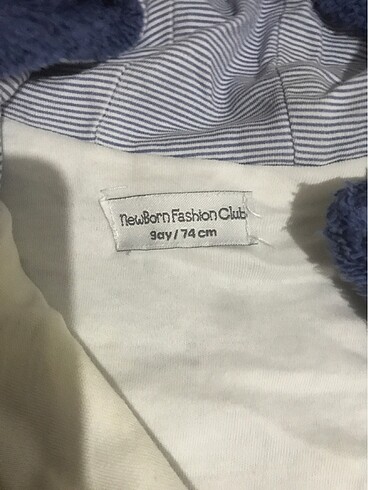 newBorn Fashion Club
9ay / 74 cm